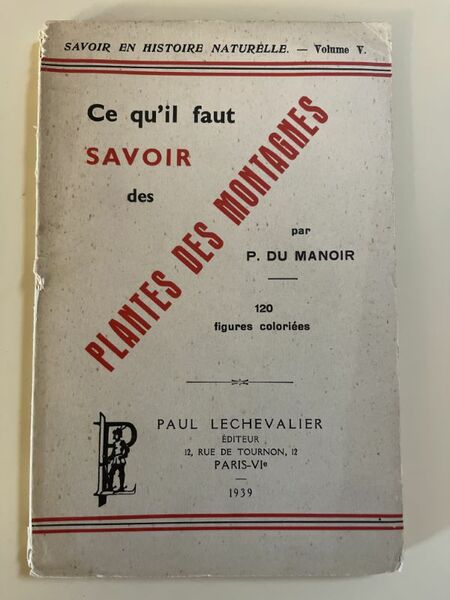 SAVOIR EN HISTOIRE NATURELLE. — Volume V.
Ce qu'il faut
SAVOIR
des
PLANTES DES MONTAGNES
par
P. DU MANOIR
120
figures coloriées
PAUL LECHEVALIER
ÉDITEUR
12, RUE DE TOURNON, 12
PARIS-VIe
1939
PL